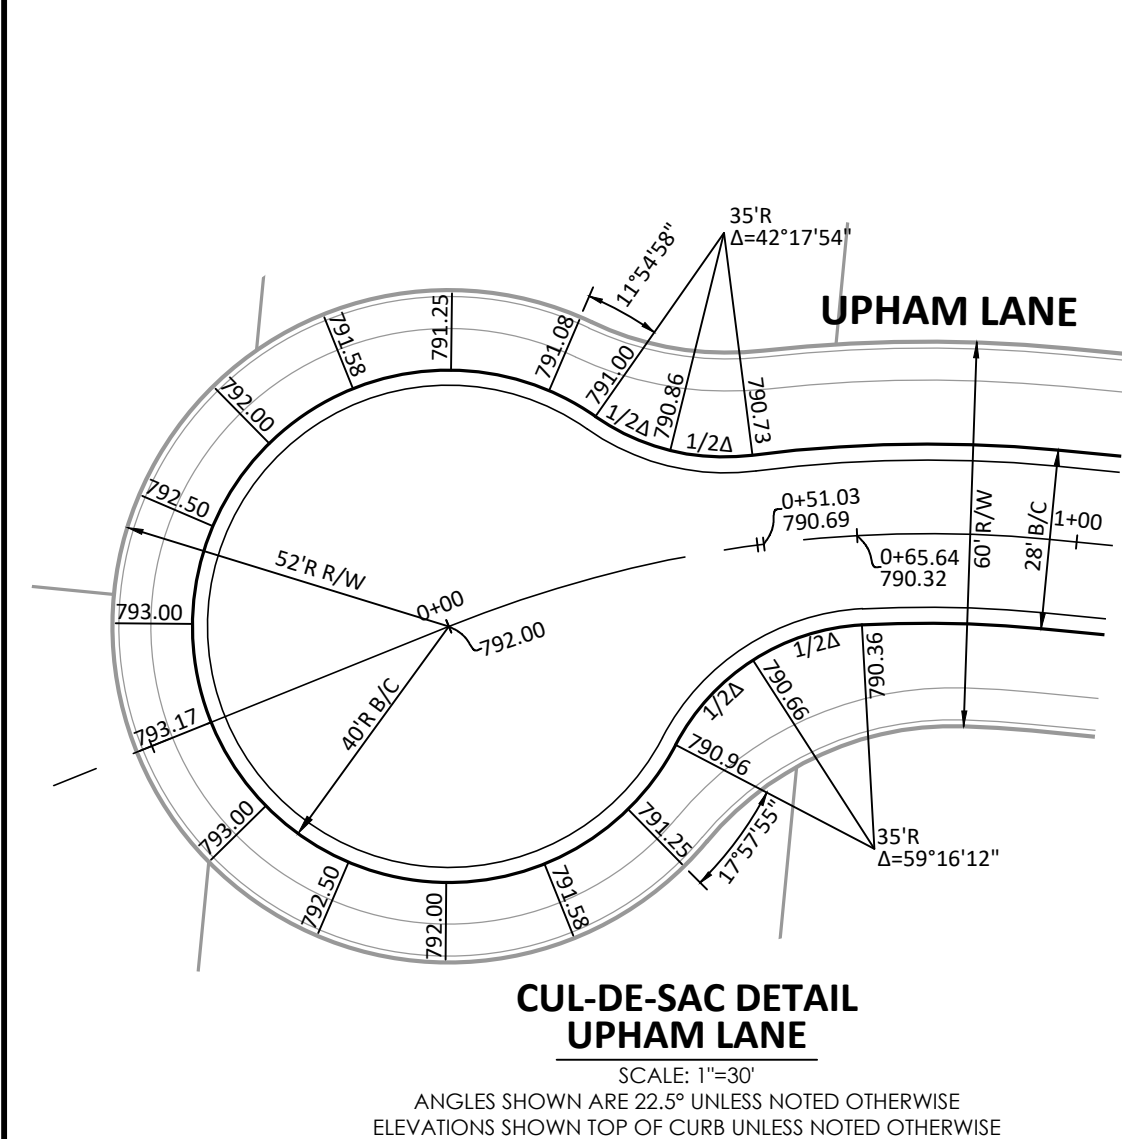 35'R
Δ=42°17'54"
11°54'58"
UPHAM LANE
791.58
791.25
791.08
791.00
790.86
790.73
1/2Δ
1/2Δ
792.00
792.50
52'R R/W
793.00
0+00
792.00
793.17
40'R B/C
0+51.03
790.69
0+65.64
790.32
60' R/W
28' B/C
1+00
1/2Δ
790.36
790.66
1/2Δ
790.96
793.00
792.50
792.00
791.58
791.25
17°57'55"
35'R
Δ=59°16'12"
CUL-DE-SAC DETAIL
UPHAM LANE
SCALE: 1"=30'
ANGLES SHOWN ARE 22.5° UNLESS NOTED OTHERWISE
ELEVATIONS SHOWN TOP OF CURB UNLESS NOTED OTHERWISE